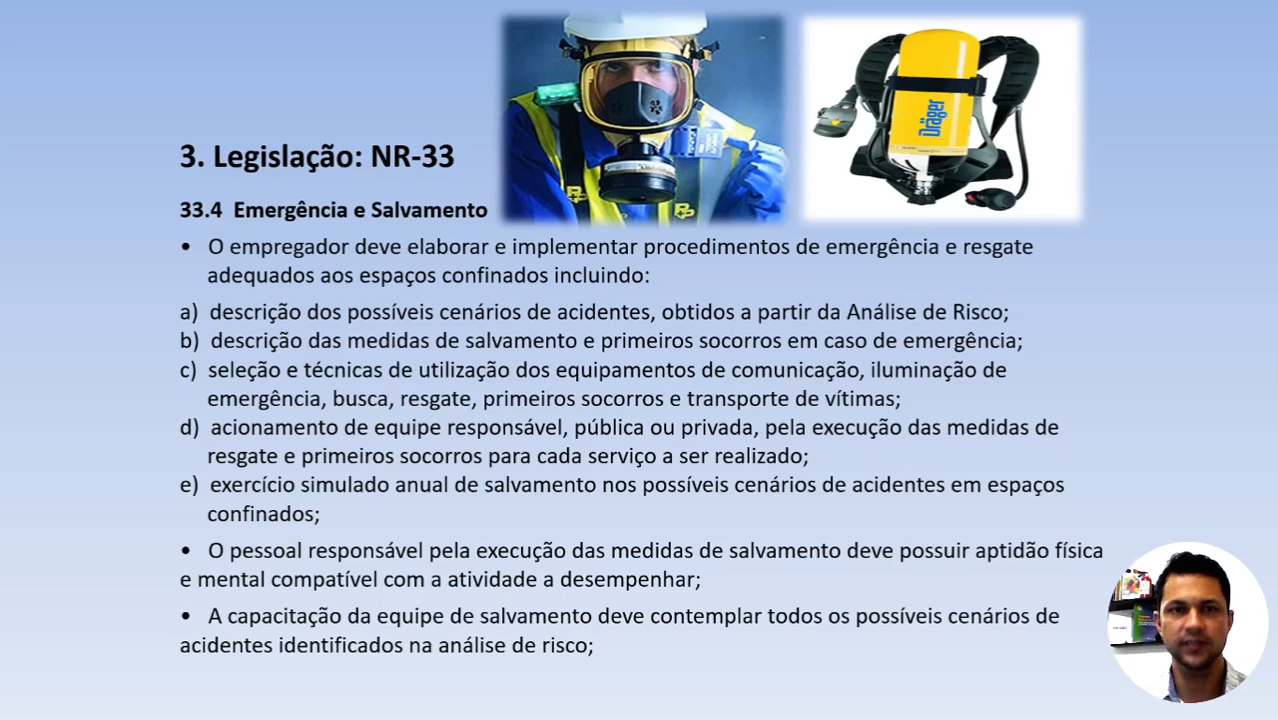 3. Legislação: NR-33
33.4 Emergência e Salvamento
• O empregador deve elaborar e implementar procedimentos de emergência e resgate
adequados aos espaços confinados incluindo:
a) descrição dos possíveis cenários de acidentes, obtidos a partir da Análise de Risco;
b) descrição das medidas de salvamento e primeiros socorros em caso de emergência;
c) seleção e técnicas de utilização dos equipamentos de comunicação, iluminação de
emergência, busca, resgate, primeiros socorros e transporte de vítimas;
d) acionamento de equipe responsável, pública ou privada, pela execução das medidas de
resgate e primeiros socorros para cada serviço a ser realizado;
e) exercício simulado anual de salvamento nos possíveis cenários de acidentes em espaços
confinados;
• O pessoal responsável pela execução das medidas de salvamento deve possuir aptidão física
e mental compatível com a atividade a desempenhar;
• A capacitação da equipe de salvamento deve contemplar todos os possíveis cenários de
acidentes identificados na análise de risco;
Dräger